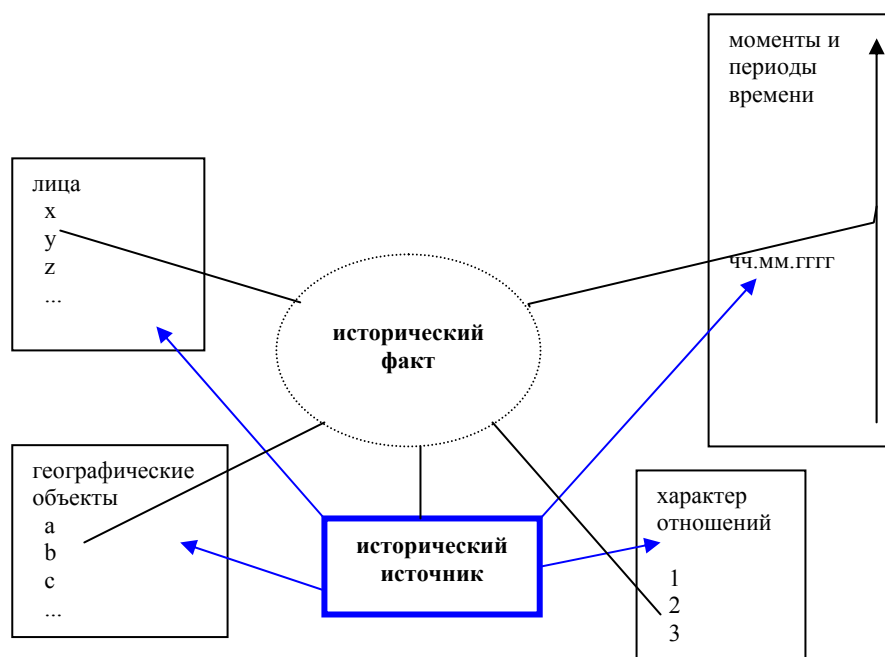 моменты и
периоды
времени
чч.мм.гггг
лица
x
y
z
...
исторический
факт
географические
объекты
a
b
c
...
исторический
источник
характер
отношений
1
2
3